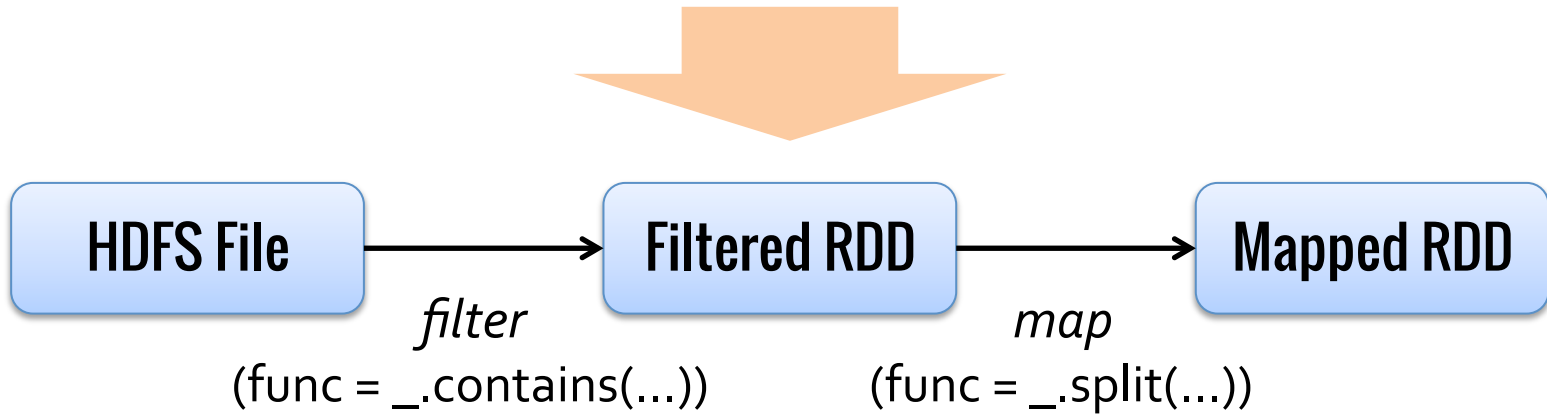 HDFS File
Filtered RDD
Mapped RDD
filter
(func = _.contains(...))
map
(func = _.split(...))